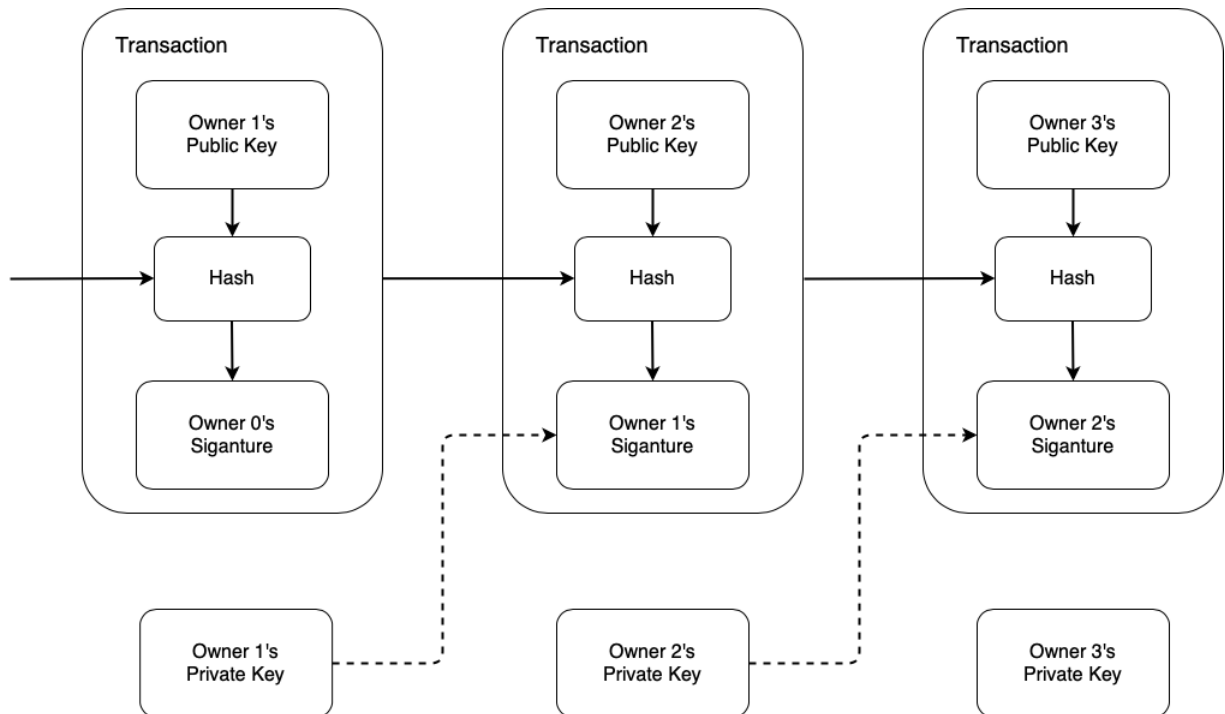 Transaction
Owner 1's
Public Key
Hash
Owner 0's
Siganture
Transaction
Owner 2's
Public Key
Hash
Owner 1's
Siganture
Transaction
Owner 3's
Public Key
Hash
Owner 2's
Siganture
Owner 1's
Private Key
Owner 2's
Private Key
Owner 3's
Private Key